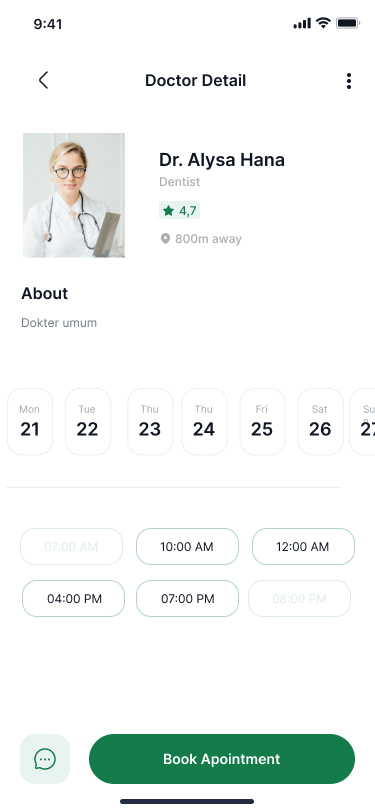 9:41
Doctor Detail
Dr. Alysa Hana
Dentist
4,7
800m away
About
Dokter umum
Mon Tue Thu Thu Fri Sat Su
21 22 23 24 25 26 27
07:00 AM 10:00 AM 12:00 AM
04:00 PM 07:00 PM 08:00 PM
Book Apointment